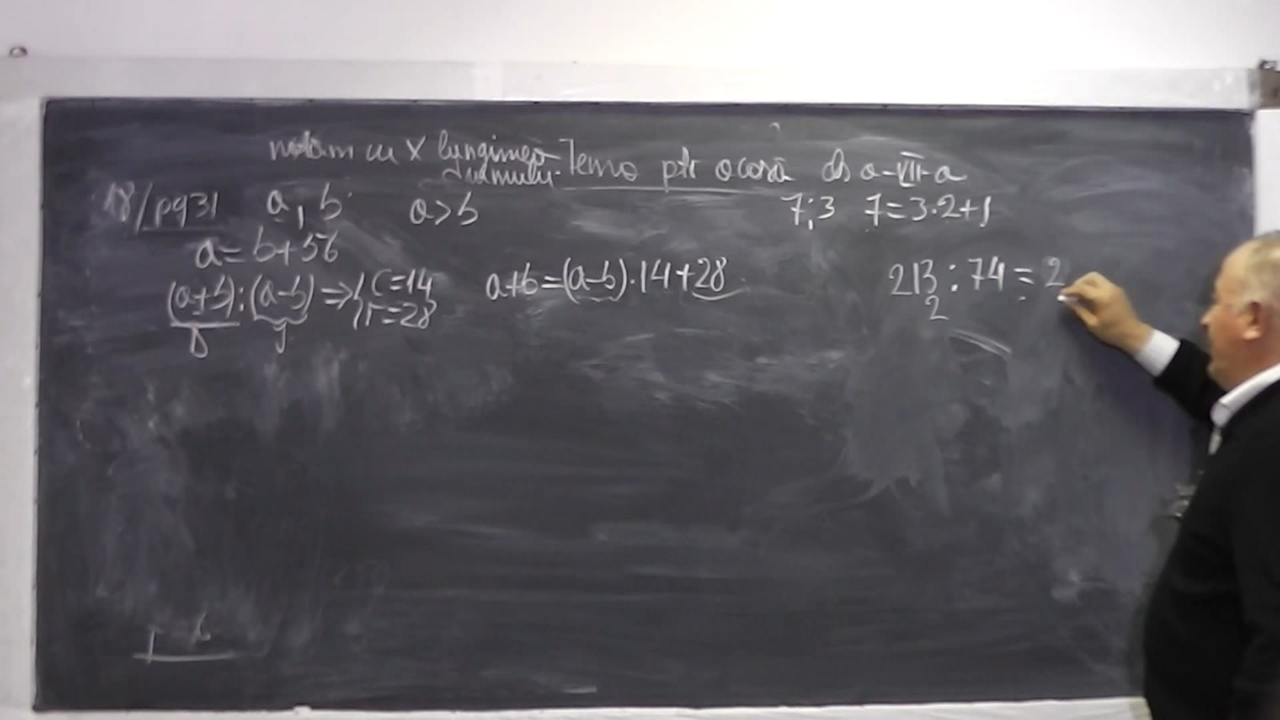 notăm cu x lungimea Temă ptr acasă cls a-VII-a
drumului
18/pg31 a, b a>b 7:3 7=3·2+1
a=b+56
(a+b):(a-b)=>{C=14 a+b=(a-b)·14+28 213:74=2
r=28 2